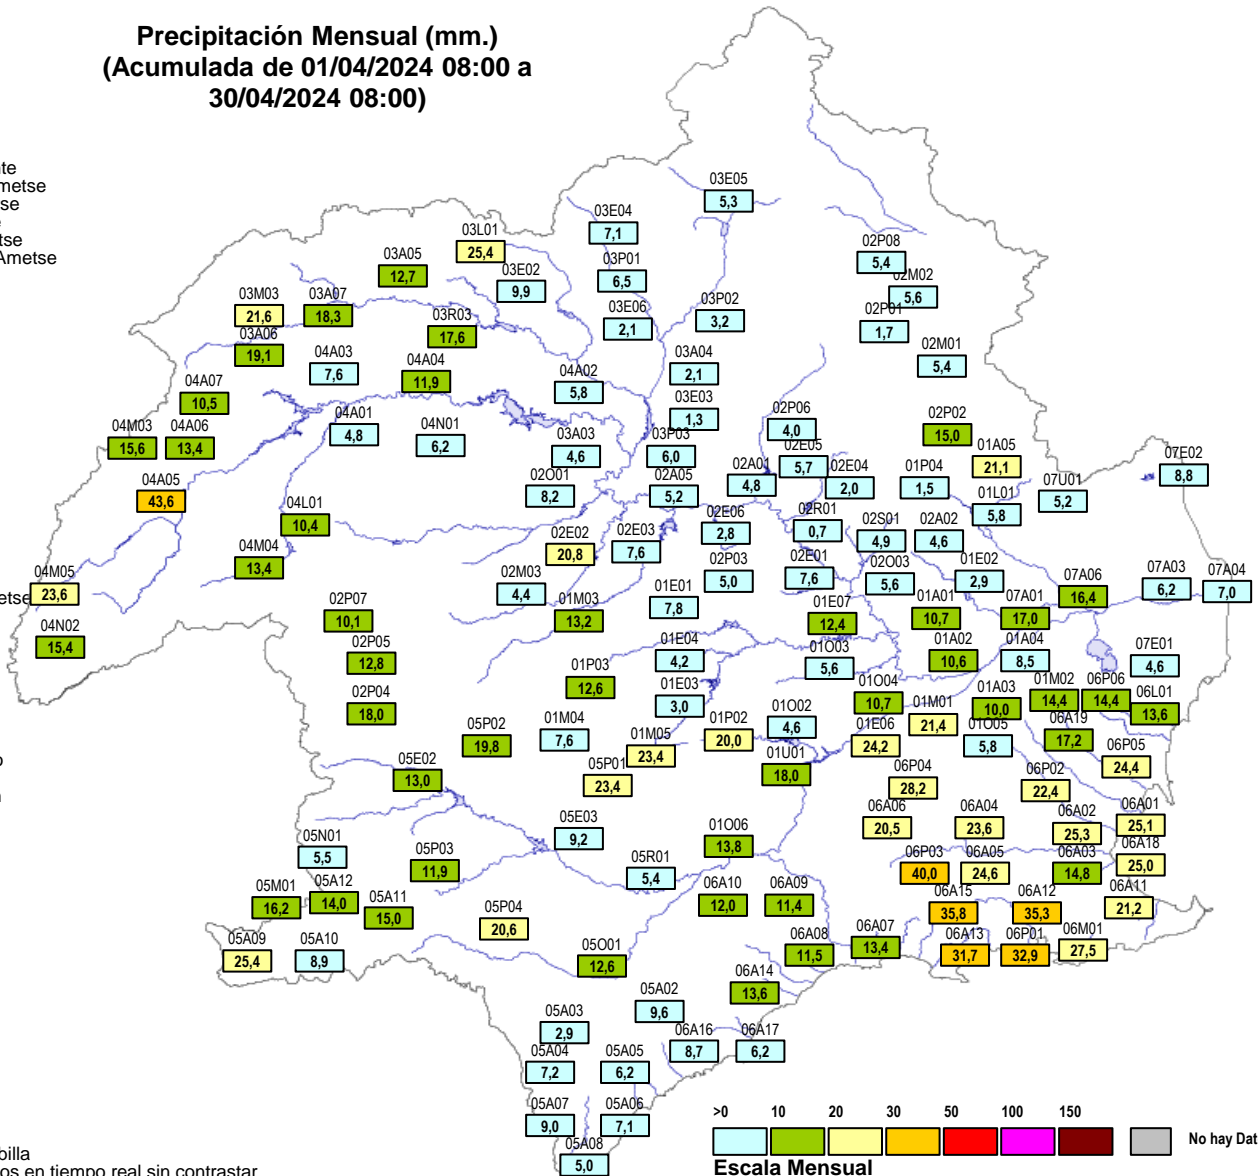 Precipitación Mensual (mm.)
(Acumulada de 01/04/2024 08:00 a
30/04/2024 08:00)
nte
metse
tse
e
tse
Ametse
03E05
5,3
03E04
7,1
03L01
25,4
03A05
12,7
03P01
6,5
03E02
9,9
02P08
5,4
02M02
5,6
03M03
21,6
03A07
18,3
03P02
3,2
03E06
2,1
02P01
1,7
03R03
17,6
03A06
19,1
02M01
5,4
04A03
7,6
04A04
11,9
03A04
2,1
04A02
5,8
04A07
10,5
03E03
1,3
04A01
4,8
02P06
4,0
02P02
15,0
04M03
15,6
04A06
13,4
04N01
6,2
03A03
4,6
03P03
6,0
02E05
5,7
01A05
21,1
07E02
8,8
04A05
43,6
02O01
8,2
02A05
5,2
02A01
4,8
02E04
2,0
01P04
1,5
07U01
5,2
01L01
5,8
04L01
10,4
02R01
0,7
02E06
2,8
02S01
4,9
02A02
4,6
02E02
20,8
02E03
7,6
04M04
13,4
02P03
5,0
02E01
7,6
02O03
5,6
01E02
2,9
04M05
23,6
etse
02M03
4,4
01E01
7,8
07A06
16,4
07A03
6,2
07A04
7,0
02P07
10,1
01M03
13,2
01E07
12,4
01A01
10,7
07A01
17,0
04N02
15,4
02P05
12,8
01E04
4,2
01O03
5,6
01A02
10,6
01A04
8,5
07E01
4,6
01P03
12,6
01E03
3,0
02P04
18,0
01O04
10,7
01A03
10,0
01M02
14,4
06P06
14,4
06L01
13,6
05P02
19,8
01M04
7,6
01P02
20,0
01O02
4,6
01M01
21,4
01E06
24,2
01O05
5,8
06A19
17,2
01M05
23,4
06P05
24,4
05E02
13,0
05P01
23,4
01U01
18,0
06P04
28,2
06P02
22,4
05E03
9,2
06A06
20,5
06A04
23,6
06A02
25,3
06A01
25,1
05N01
5,5
05P03
11,9
01O06
13,8
05R01
5,4
06P03
40,0
06A05
24,6
06A03
14,8
06A18
25,0
05M01
16,2
05A12
14,0
05A11
15,0
06A10
12,0
06A09
11,4
06A15
35,8
06A12
35,3
06A11
21,2
05P04
20,6
05A09
25,4
05A10
8,9
05O01
12,6
06A08
11,5
06A07
13,4
06A13
31,7
06P01
32,9
06M01
27,5
06A14
13,6
05A02
9,6
05A03
2,9
06A16
8,7
06A17
6,2
05A04
7,2
05A05
6,2
05A07
9,0
05A06
7,1
05A08
5,0
>0 10 20 30 50 100 150
No hay Dat
Escala Mensual
billa
os en tiempo real sin contrastar